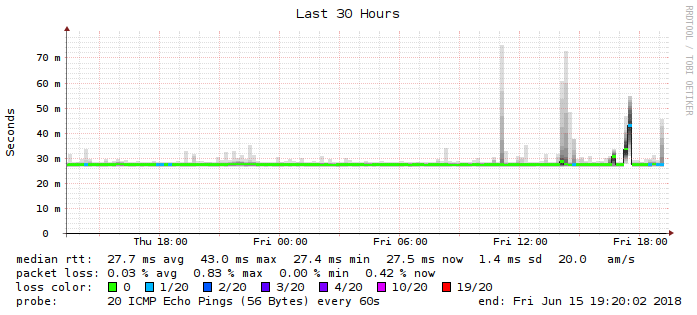 Last 30 Hours
RRDTOOL / TOBI OETIKER
Seconds
70 m
60 m
50 m
40 m
30 m
20 m
10 m
0
Thu 18:00 Fri 00:00 Fri 06:00 Fri 12:00 Fri 18:00
median rtt: 27.7 ms avg 43.0 ms max 27.4 ms min 27.5 ms now 1.4 ms sd 20.0 am/s
packet loss: 0.03 % avg 0.83 % max 0.00 % min 0.42 % now
loss color: 0 1/20 2/20 3/20 4/20 10/20 19/20
probe: 20 ICMP Echo Pings (56 Bytes) every 60s end: Fri Jun 15 19:20:02 2018